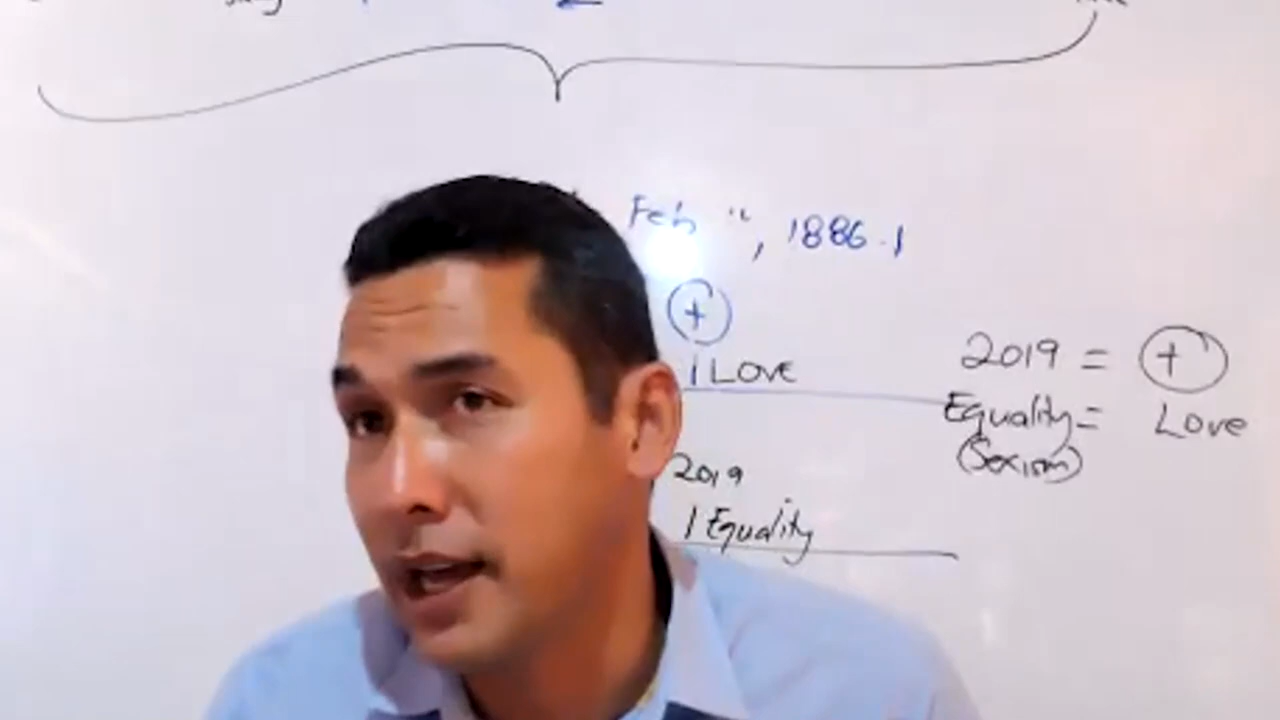 Feb ", 1886.1
+
1 Love
2019 = +
Equality = Love
(Sexism)
2019
1 Equality